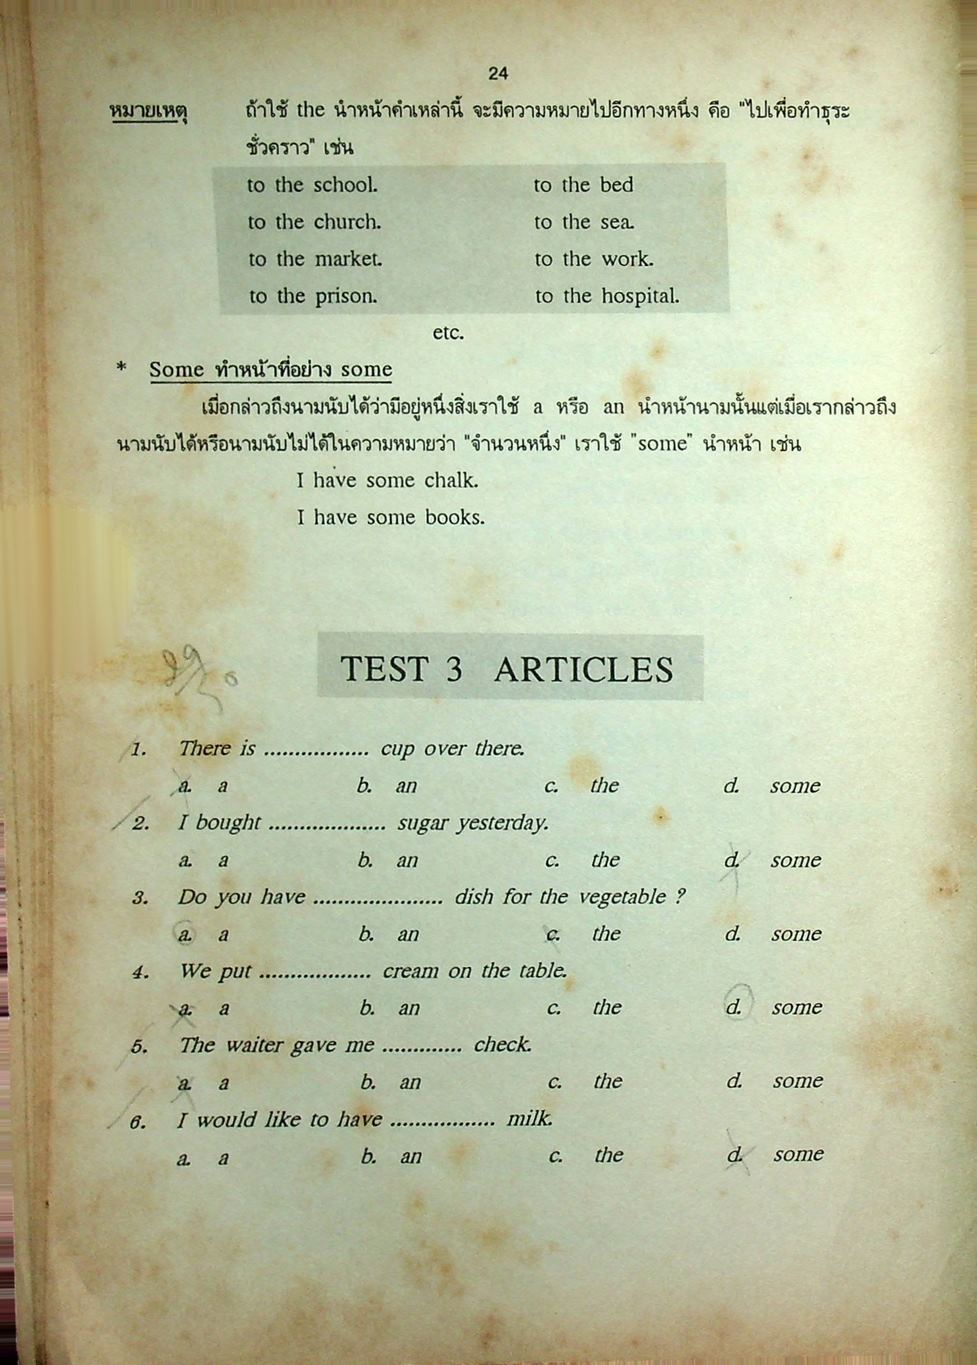 24
หมายเหตุ ถ้าใช้ the นำหน้าคำเหล่านี้ จะมีความหมายไปอีกทางหนึ่ง คือ "ไปเพื่อทำธุระ
ชั่วคราว" เช่น
to the school. to the bed
to the church. to the sea.
to the market. to the work.
to the prison. to the hospital.
etc.
* Some ทำหน้าที่อย่าง some
เมื่อกล่าวถึงนามนับได้ว่ามีอยู่หนึ่งสิ่งเราใช้ a หรือ an นำหน้านามนั้นแต่เมื่อเรากล่าวถึง
นามนับได้หรือนามนับไม่ได้ในความหมายว่า "จำนวนหนึ่ง" เราใช้ "some" นำหน้า เช่น
I have some chalk.
I have some books.
TEST 3 ARTICLES
1. There is ................. cup over there.
a. a b. an c. the d. some
2. I bought ................... sugar yesterday.
a. a b. an c. the d. some
3. Do you have ..................... dish for the vegetable ?
a. a b. an c. the d. some
4. We put .................. cream on the table.
a. a b. an c. the d. some
5. The waiter gave me ............. check.
a. a b. an c. the d. some
6. I would like to have ................. milk.
a. a b. an c. the d. some